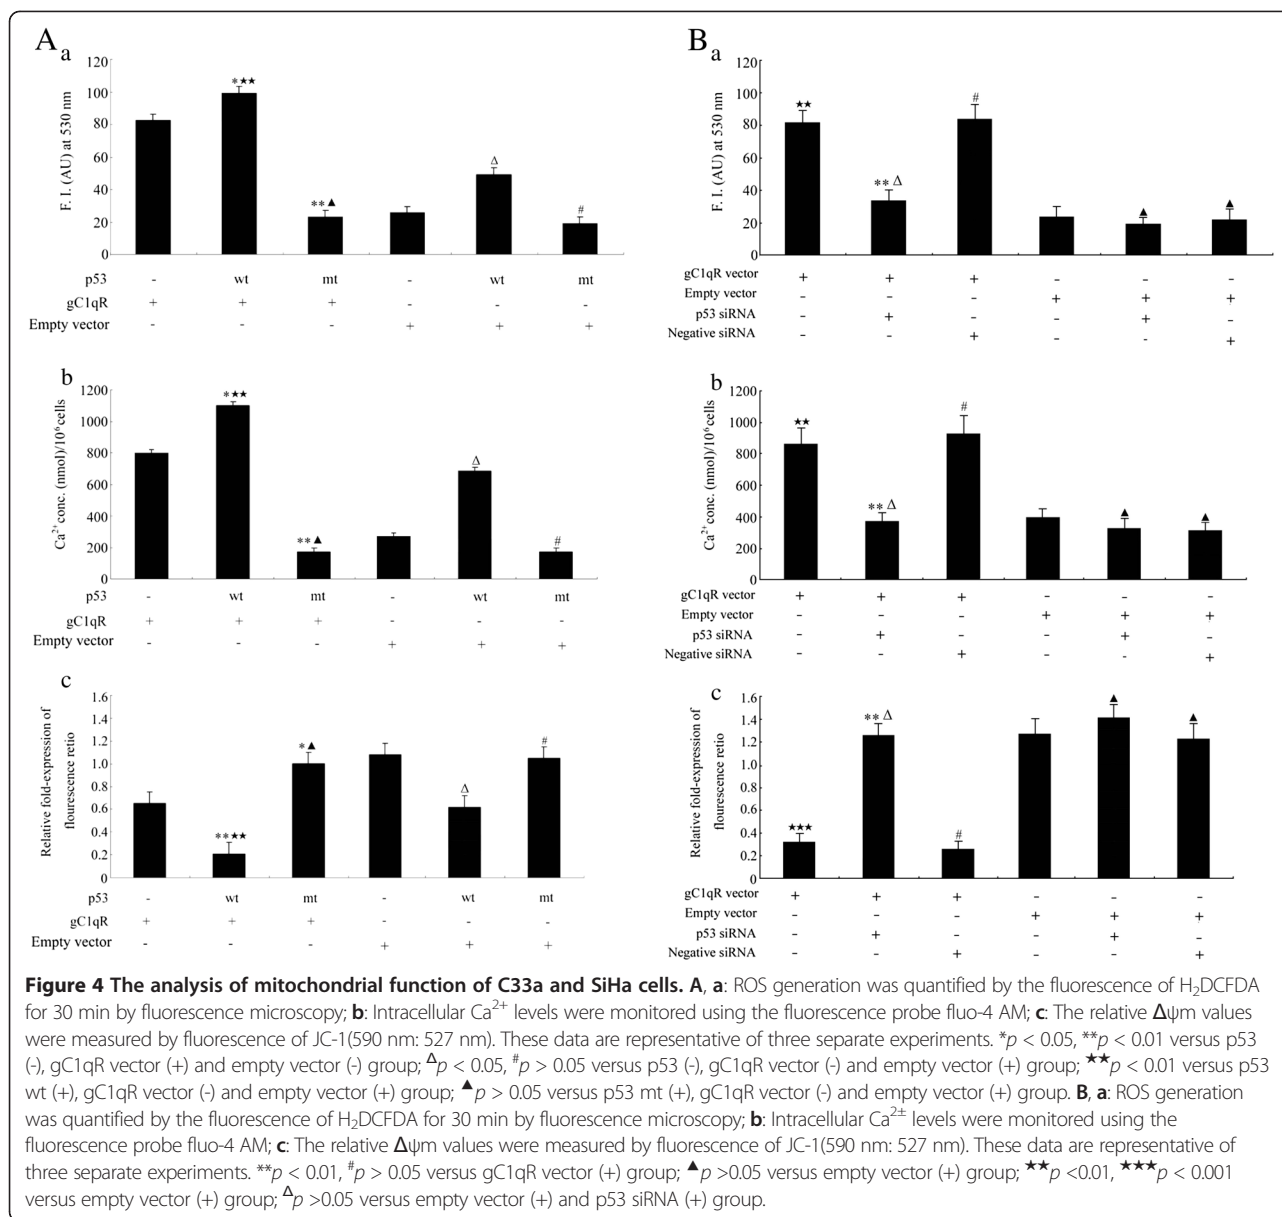 A
a
F. I. (AU) at 530 nm
120
100
80
60
40
20
0
*★★
**▲
Δ
#
p53 - wt mt - wt mt
gC1qR + + + - - -
Empty vector - - - + + +
b
Ca²⁺ conc. (nmol)/10⁶ cells
1200
1000
800
600
400
200
0
*★★
**▲
Δ
#
p53 - wt mt - wt mt
gC1qR + + + - - -
Empty vector - - - + + +
c
Relative fold-expression of
flourescence ratio
1.6
1.4
1.2
1.0
0.8
0.6
0.4
0.2
0
**★★
*▲
Δ
#
p53 - wt mt - wt mt
gC1qR + + + - - -
Empty vector - - - + + +
B
a
F. I. (AU) at 530 nm
120
100
80
60
40
20
0
★★
** Δ
#
▲
▲
gC1qR vector + + + - - -
Empty vector - - - + + +
p53 siRNA - + - - + -
Negative siRNA - - + - - +
b
Ca²⁺ conc. (nmol)/10⁶ cells
1200
1000
800
600
400
200
0
★★
** Δ
#
▲
▲
gC1qR vector + + + - - -
Empty vector - - - + + +
p53 siRNA - + - - + -
Negative siRNA - - + - - +
c
Relative fold-expression of
flourescence ratio
1.6
1.4
1.2
1.0
0.8
0.6
0.4
0.2
0
★★★
** Δ
#
▲
▲
gC1qR vector + + + - - -
Empty vector - - - + + +
p53 siRNA - + - - + -
Negative siRNA - - + - - +
Figure 4 The analysis of mitochondrial function of C33a and SiHa cells. A, a: ROS generation was quantified by the fluorescence of H₂DCFDA
for 30 min by fluorescence microscopy; b: Intracellular Ca²⁺ levels were monitored using the fluorescence probe fluo-4 AM; c: The relative Δψm values
were measured by fluorescence of JC-1(590 nm: 527 nm). These data are representative of three separate experiments. *p < 0.05, **p < 0.01 versus p53
(-), gC1qR vector (+) and empty vector (-) group; Δp < 0.05, #p > 0.05 versus p53 (-), gC1qR vector (-) and empty vector (+) group; ★★p < 0.01 versus p53
wt (+), gC1qR vector (-) and empty vector (+) group; ▲p > 0.05 versus p53 mt (+), gC1qR vector (-) and empty vector (+) group. B, a: ROS generation
was quantified by the fluorescence of H₂DCFDA for 30 min by fluorescence microscopy; b: Intracellular Ca²± levels were monitored using the
fluorescence probe fluo-4 AM; c: The relative Δψm values were measured by fluorescence of JC-1(590 nm: 527 nm). These data are representative of
three separate experiments. **p < 0.01, #p > 0.05 versus gC1qR vector (+) group; ▲p >0.05 versus empty vector (+) group; ★★p <0.01, ★★★p < 0.001
versus empty vector (+) group; Δp >0.05 versus empty vector (+) and p53 siRNA (+) group.